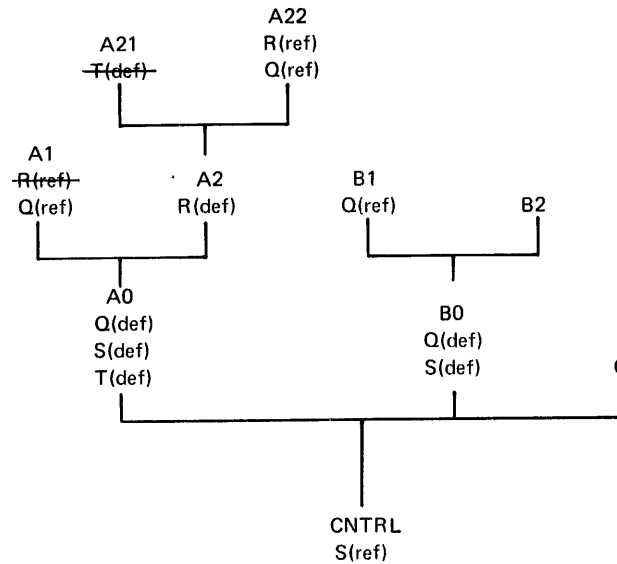 A21
T(def)
A22
R(ref)
Q(ref)
A1
R(ref)
Q(ref)
A2
R(def)
B1
Q(ref)
B2
A0
Q(def)
S(def)
T(def)
B0
Q(def)
S(def)
CNTRL
S(ref)